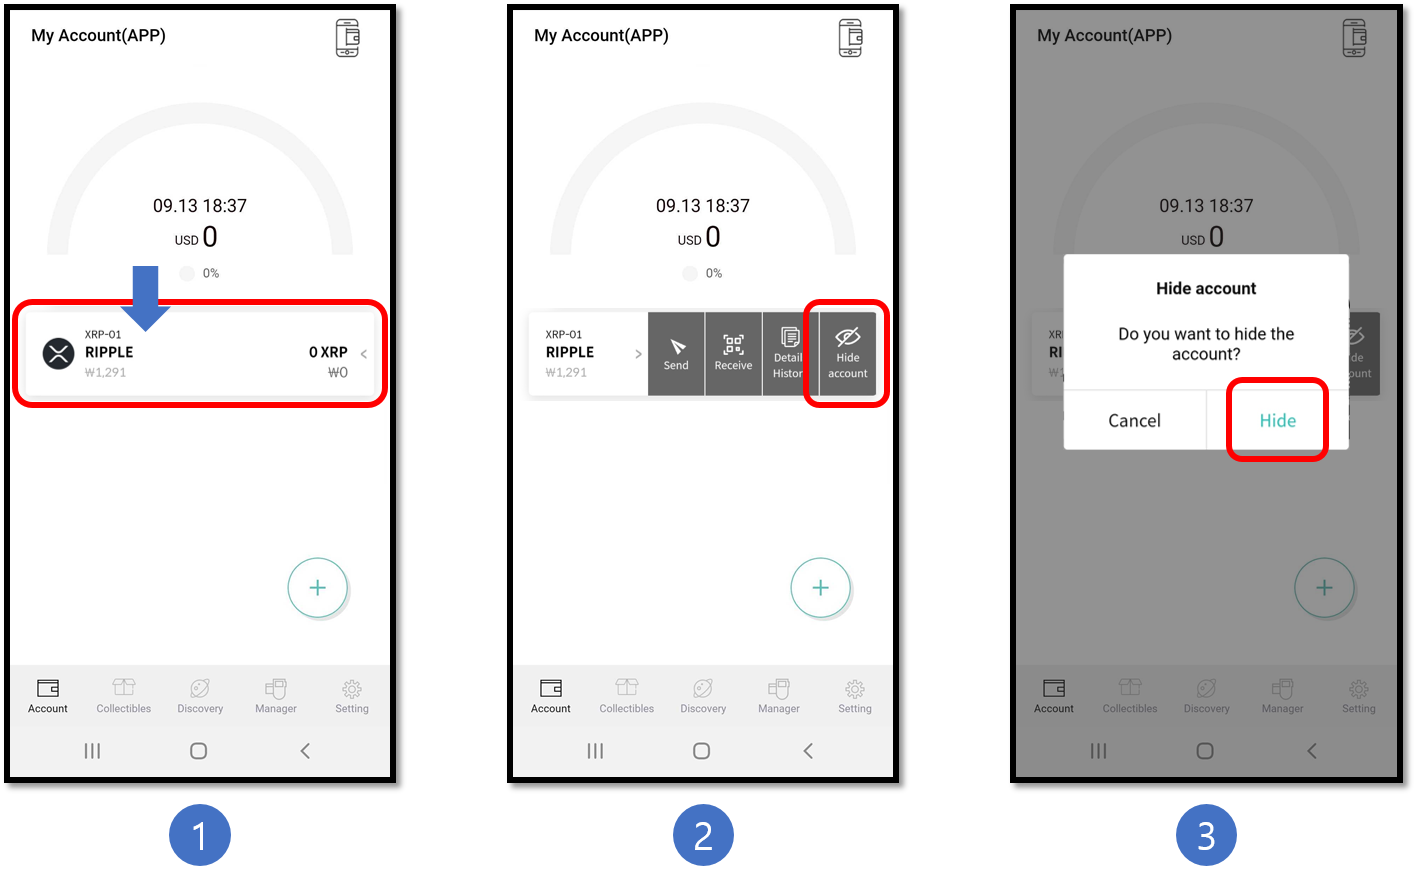 My Account(APP)
09.13 18:37
USD 0
0%
XRP-01
RIPPLE
₩1,291
0 XRP
₩0
Account
Collectibles
Discovery
Manager
Setting
1
My Account(APP)
09.13 18:37
USD 0
0%
XRP-01
RIPPLE
₩1,291
Send
Receive
Detail
Histor
Hide
account
Account
Collectibles
Discovery
Manager
Setting
2
My Account(APP)
09.13 18:37
USD 0
Hide account
Do you want to hide the
account?
Cancel
Hide
XR
RI
de
ount
Account
Collectibles
Discovery
Manager
Setting
3